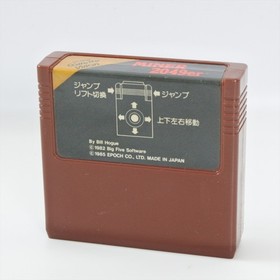 MINER
2049er
ジャンプ
リフト切換
ジャンプ
上下左右移動
By Bill Hogue
© 1982 Big Five Software
© 1985 EPOCH CO., LTD. MADE IN JAPAN